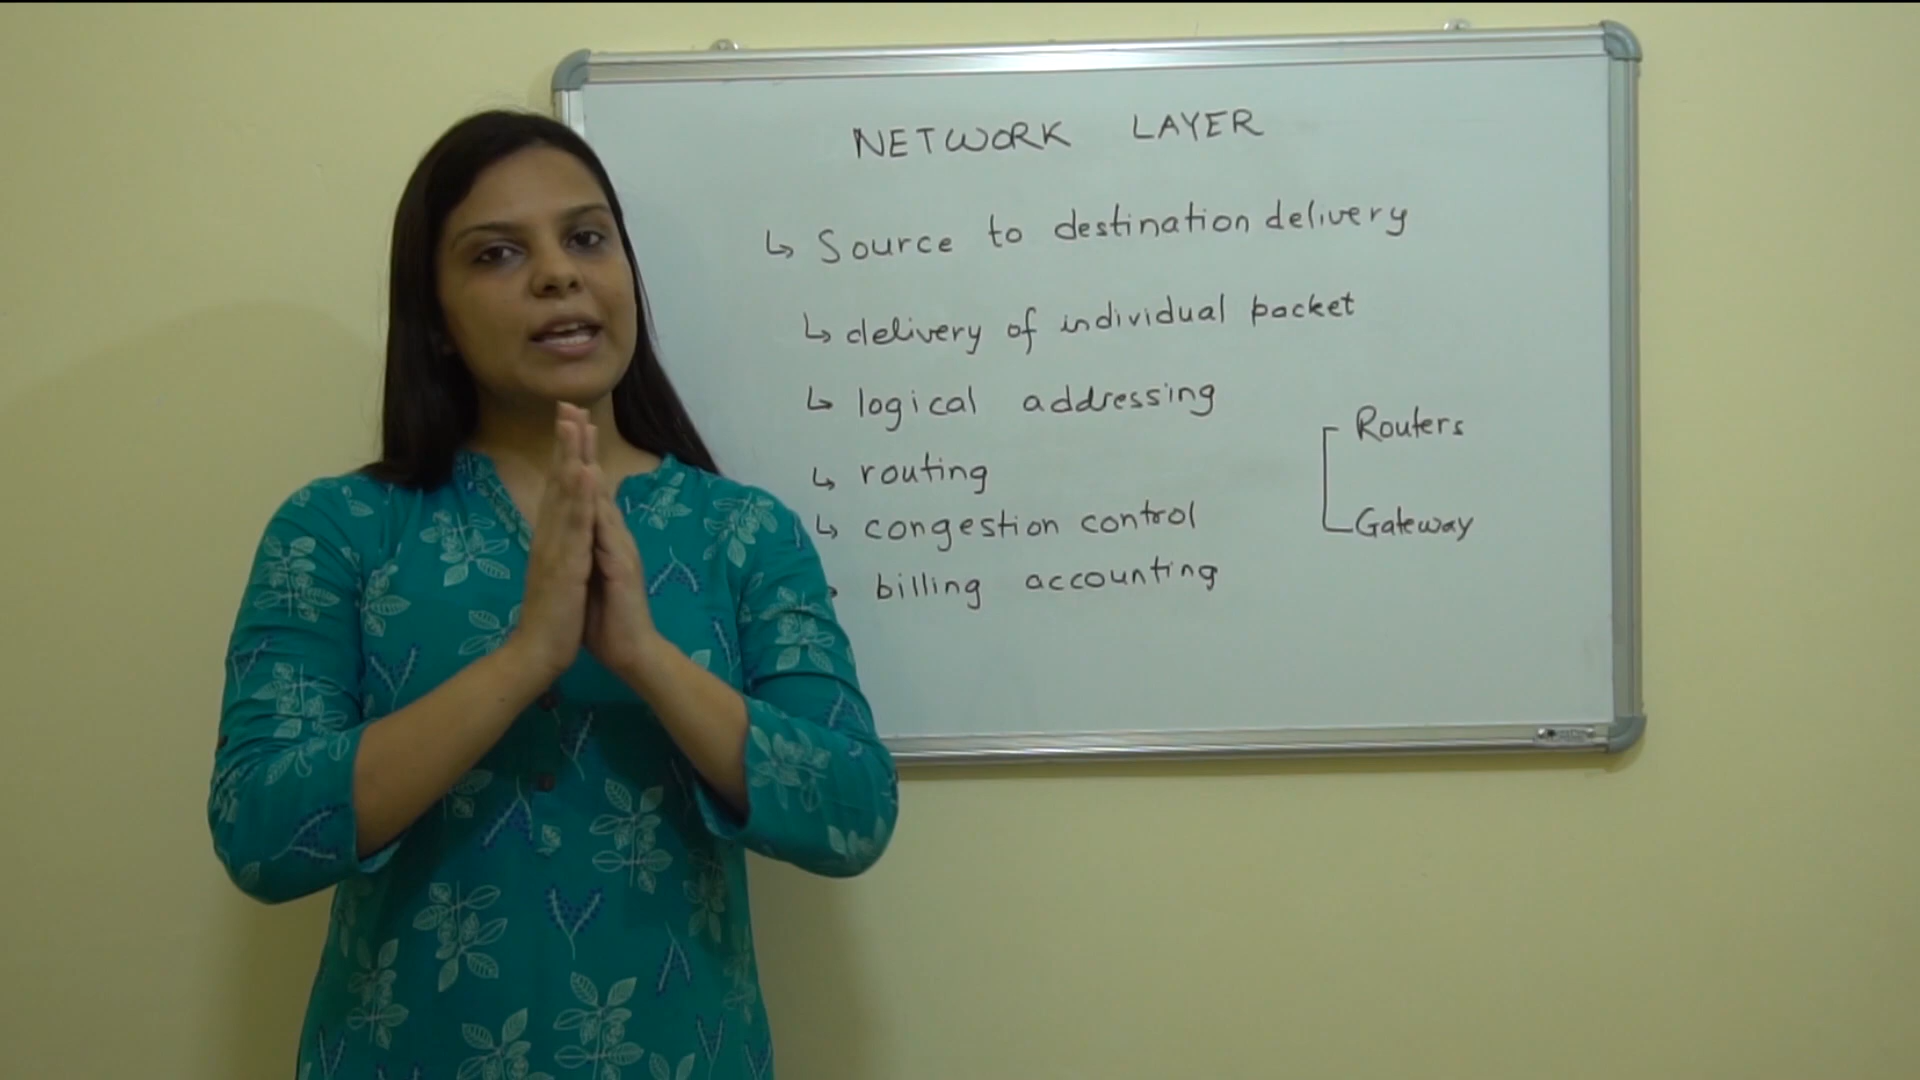 NETWORK LAYER
↳ Source to destination delivery
↳ delivery of individual packet
↳ logical addressing
↳ routing
↳ congestion control
billing accounting
Routers
Gateway